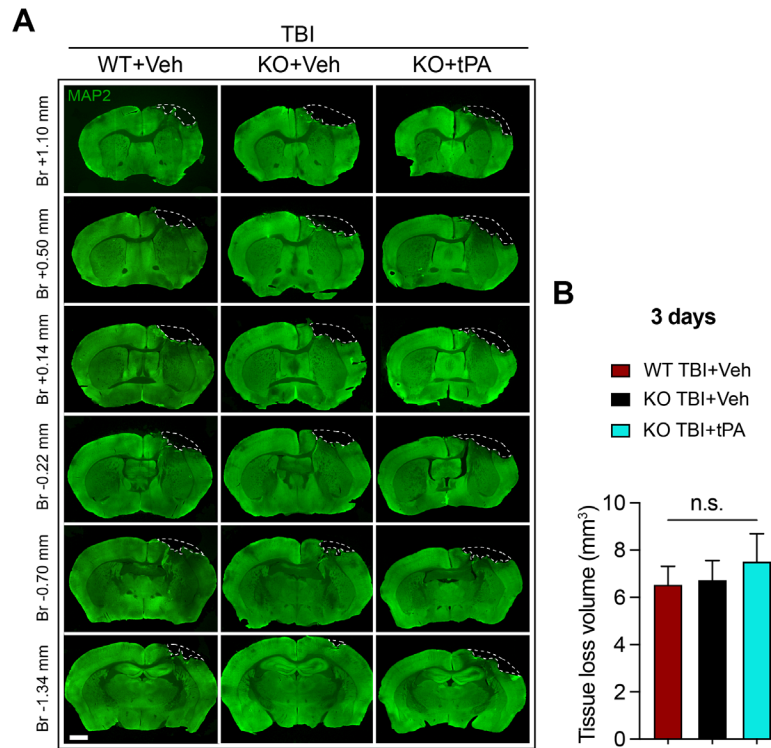 A
TBI
WT+Veh KO+Veh KO+tPA
MAP2
Br +1.10 mm
Br +0.50 mm
Br +0.14 mm
Br -0.22 mm
Br -0.70 mm
Br -1.34 mm
B
3 days
WT TBI+Veh
KO TBI+Veh
KO TBI+tPA
Tissue loss volume (mm³)
10
8
6
4
2
0
n.s.